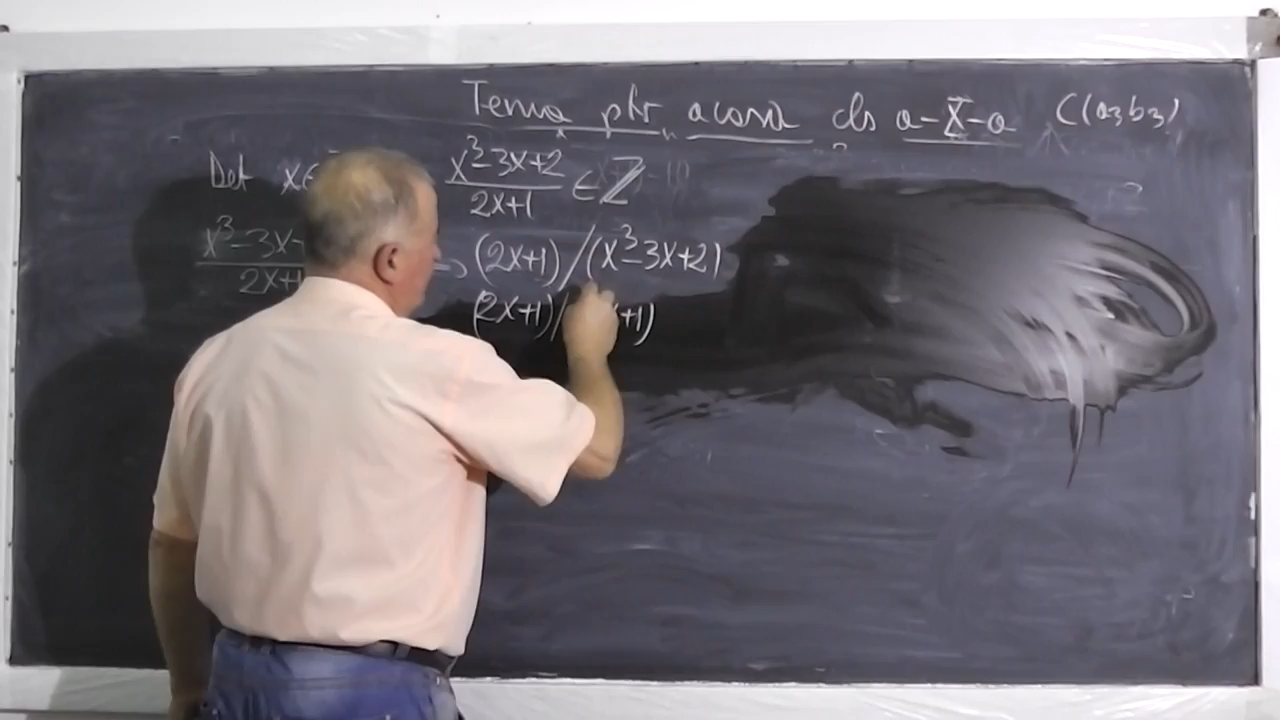 Tema ptr acasă cls a-X-a C(a3b3)
Det x∈ x³-3x+2 / 2x+1 ∈ Z
x³-3x / 2x+1 => (2x+1)/(x³-3x+2)
(2x+1)/ x+1)